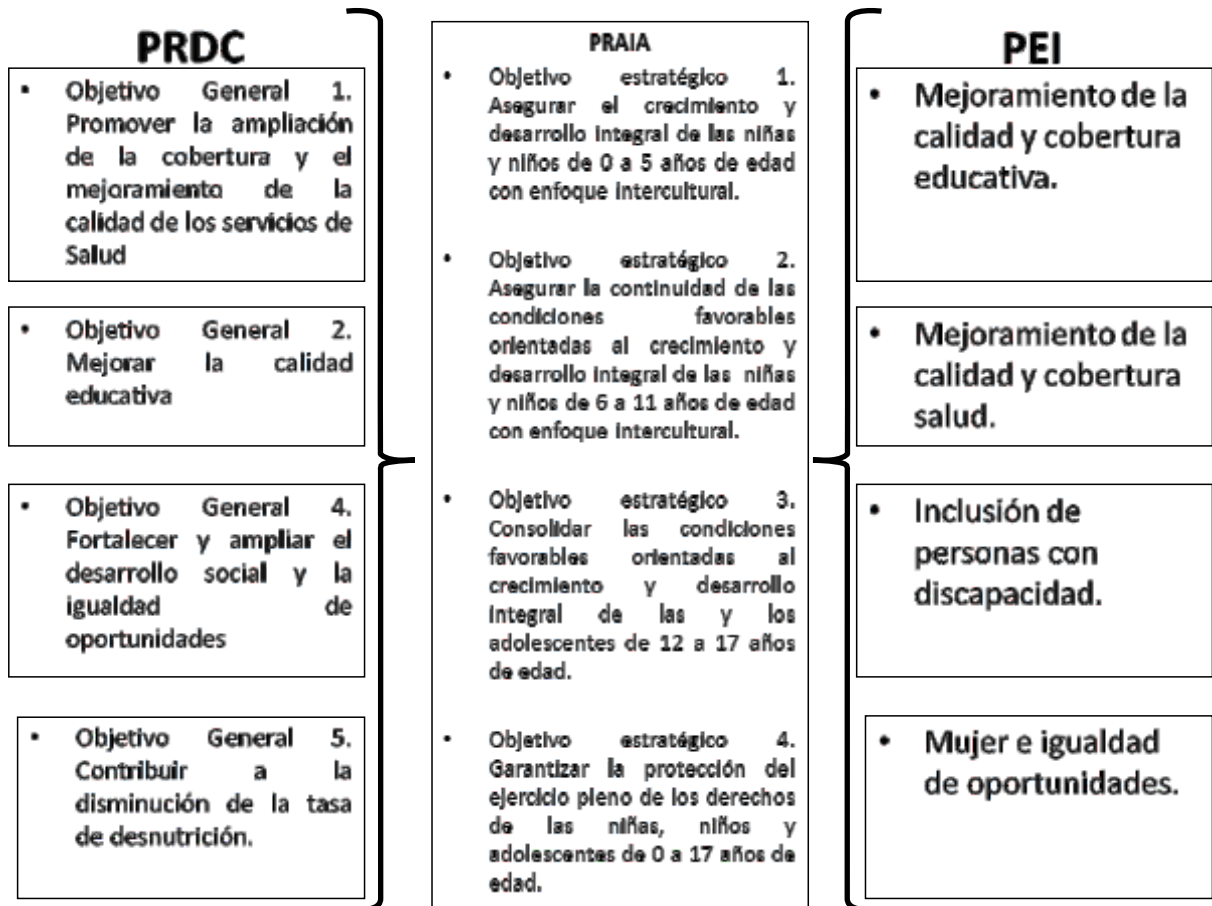 PRDC
• Objetivo General 1.
Promover la ampliación
de la cobertura y el
mejoramiento de la
calidad de los servicios de
Salud
• Objetivo General 2.
Mejorar la calidad
educativa
• Objetivo General 4.
Fortalecer y ampliar el
desarrollo social y la
igualdad de
oportunidades
• Objetivo General 5.
Contribuir a la
disminución de la tasa
de desnutrición.
PRAIA
• Objetivo estratégico 1.
Asegurar el crecimiento y
desarrollo integral de las niñas
y niños de 0 a 5 años de edad
con enfoque intercultural.
• Objetivo estratégico 2.
Asegurar la continuidad de las
condiciones favorables
orientadas al crecimiento y
desarrollo integral de las niñas
y niños de 6 a 11 años de edad
con enfoque intercultural.
• Objetivo estratégico 3.
Consolidar las condiciones
favorables orientadas al
crecimiento y desarrollo
integral de las y los
adolescentes de 12 a 17 años
de edad.
• Objetivo estratégico 4.
Garantizar la protección del
ejercicio pleno de los derechos
de las niñas, niños y
adolescentes de 0 a 17 años de
edad.
PEI
• Mejoramiento de la
calidad y cobertura
educativa.
• Mejoramiento de la
calidad y cobertura
salud.
• Inclusión de
personas con
discapacidad.
• Mujer e igualdad
de oportunidades.